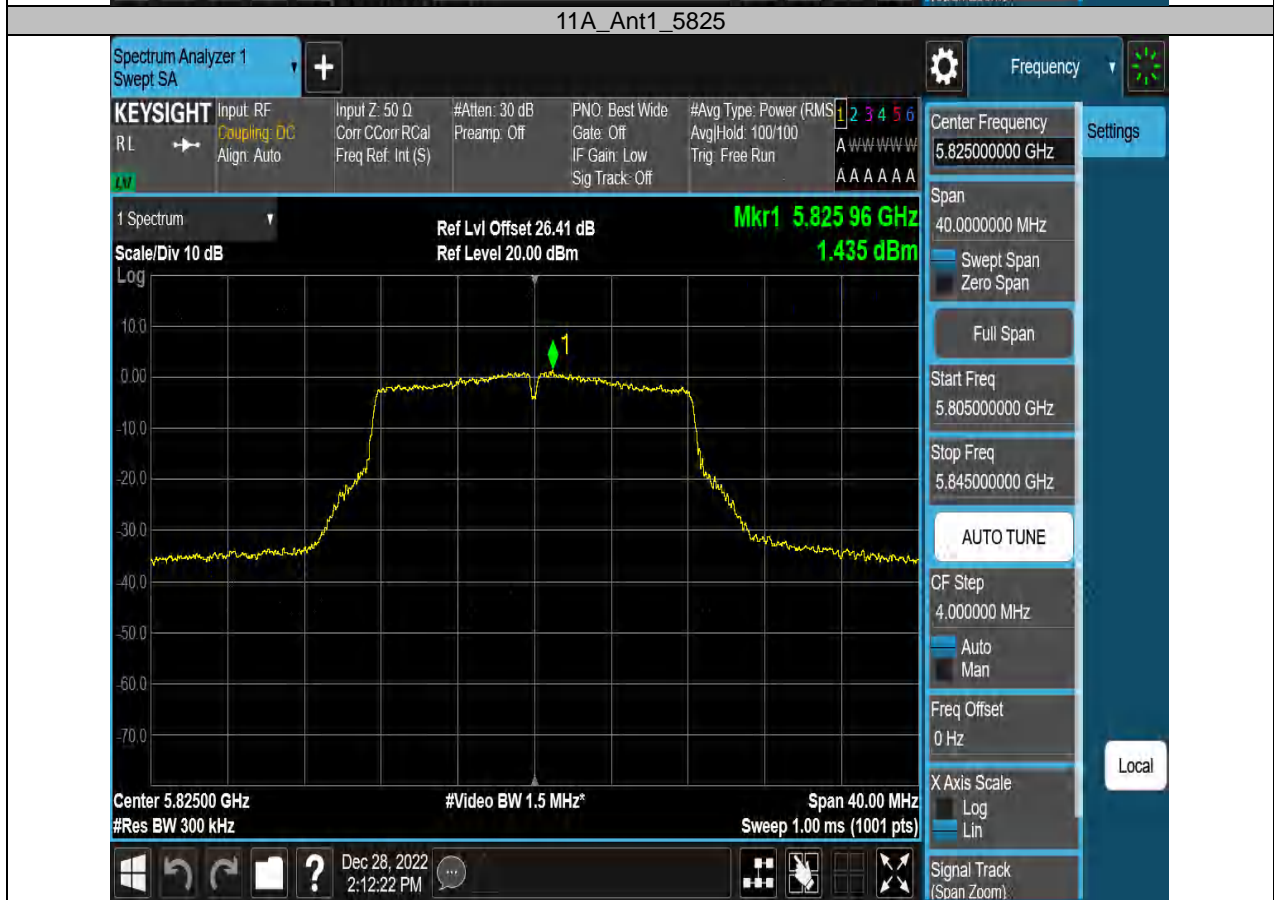 11A_Ant1_5825
Spectrum Analyzer 1
Swept SA
+
Frequency
KEYSIGHT
RL
LNI
Input: RF
Coupling: DC
Align: Auto
Input Z: 50 Ω
Corr CCorr RCal
Freq Ref: Int (S)
#Atten: 30 dB
Preamp: Off
PNO: Best Wide
Gate: Off
IF Gain: Low
Sig Track: Off
#Avg Type: Power (RMS
Avg|Hold: 100/100
Trig: Free Run
1 2 3 4 5 6
A WWWWW
A A A A A A
Center Frequency
5.825000000 GHz
Settings
1 Spectrum
Scale/Div 10 dB
Ref Lvl Offset 26.41 dB
Ref Level 20.00 dBm
Mkr1 5.825 96 GHz
1.435 dBm
Span
40.0000000 MHz
Swept Span
Zero Span
Full Span
Start Freq
5.805000000 GHz
Stop Freq
5.845000000 GHz
AUTO TUNE
CF Step
4.000000 MHz
Auto
Man
Freq Offset
0 Hz
X Axis Scale
Log
Lin
Local
Signal Track
(Span Zoom)
Log
10.0
0.00
-10.0
-20.0
-30.0
-40.0
-50.0
-60.0
-70.0
1
Center 5.82500 GHz
#Res BW 300 kHz
#Video BW 1.5 MHz*
Span 40.00 MHz
Sweep 1.00 ms (1001 pts)
?
Dec 28, 2022
2:12:22 PM